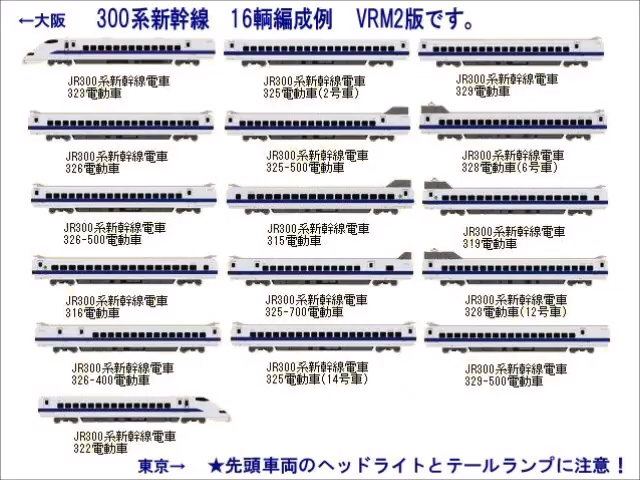 ←大阪 300系新幹線 16輌編成例 VRM2版です。
JR300系新幹線電車
323電動車
JR300系新幹線電車
325電動車(2号車)
JR300系新幹線電車
329電動車
JR300系新幹線電車
326電動車
JR300系新幹線電車
325-500電動車
JR300系新幹線電車
328電動車(6号車)
JR300系新幹線電車
326-500電動車
JR300系新幹線電車
315電動車
JR300系新幹線電車
319電動車
JR300系新幹線電車
316電動車
JR300系新幹線電車
325-700電動車
JR300系新幹線電車
328電動車(12号車)
JR300系新幹線電車
326-400電動車
JR300系新幹線電車
325電動車(14号車)
JR300系新幹線電車
329-500電動車
JR300系新幹線電車
322電動車
東京→ ★先頭車両のヘッドライトとテールランプに注意！